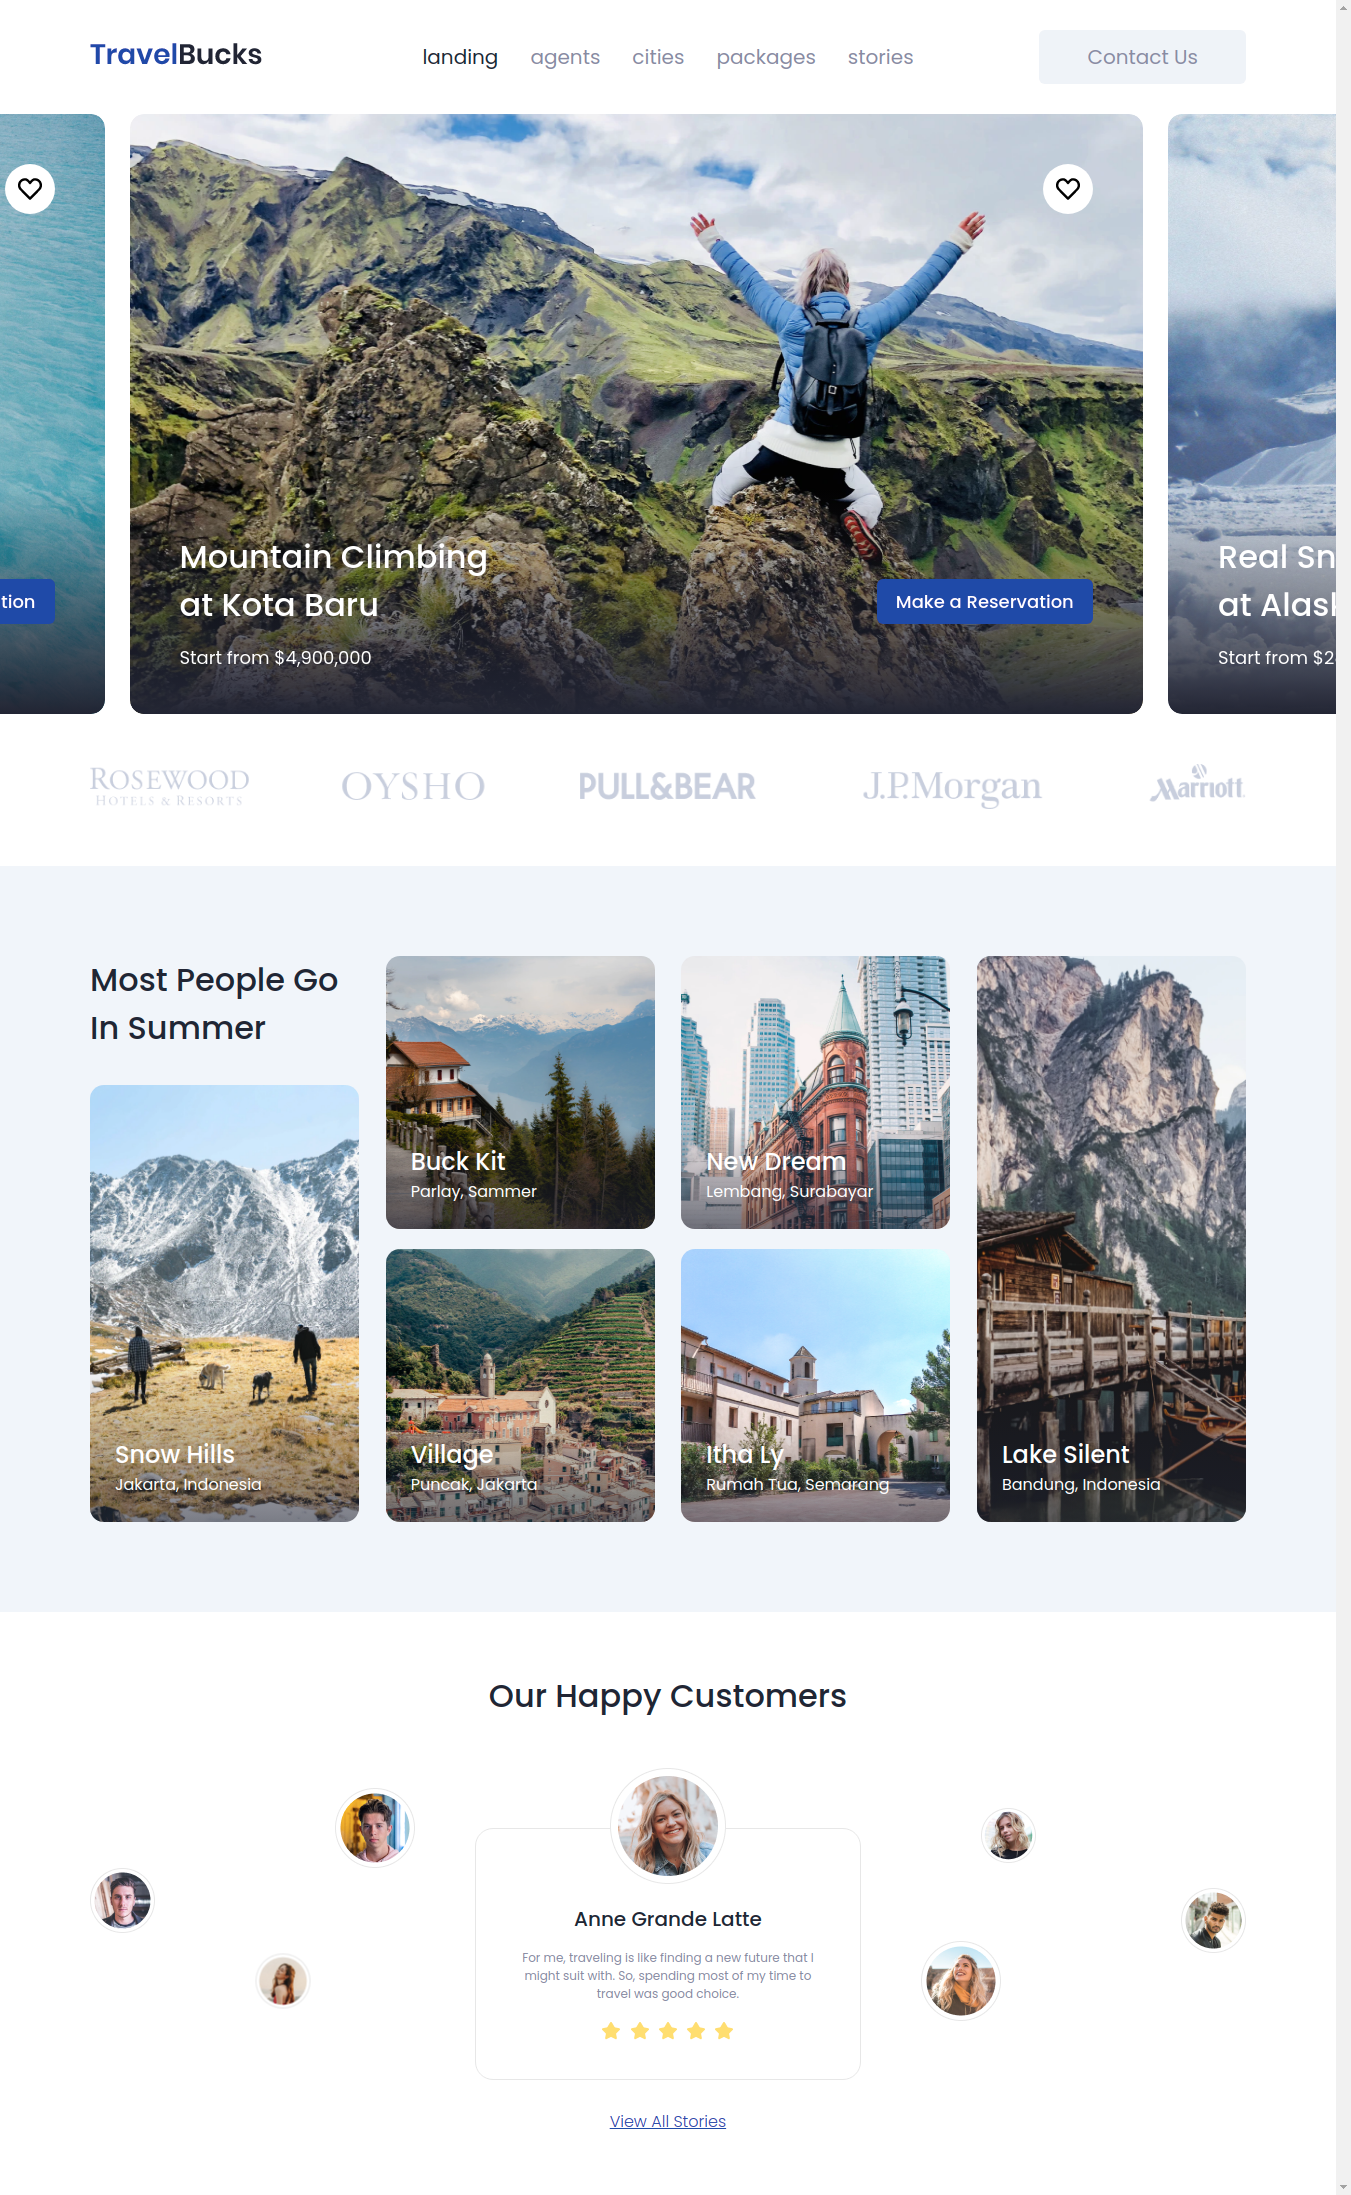 TravelBucks
landing
agents
cities
packages
stories
Contact Us
tion
Mountain Climbing
at Kota Baru
Start from $4,900,000
Make a Reservation
Real Sn
at Alas
Start from $2
ROSEWOOD
HOTELS & RESORTS
OYSHO
PULL&BEAR
J.P.Morgan
Marriott
Most People Go
In Summer
Buck Kit
Parlay, Sammer
New Dream
Lembang, Surabayar
Snow Hills
Jakarta, Indonesia
Village
Puncak, Jakarta
Itha Ly
Rumah Tua, Semarang
Lake Silent
Bandung, Indonesia
Our Happy Customers
Anne Grande Latte
For me, traveling is like finding a new future that I
might suit with. So, spending most of my time to
travel was good choice.
View All Stories